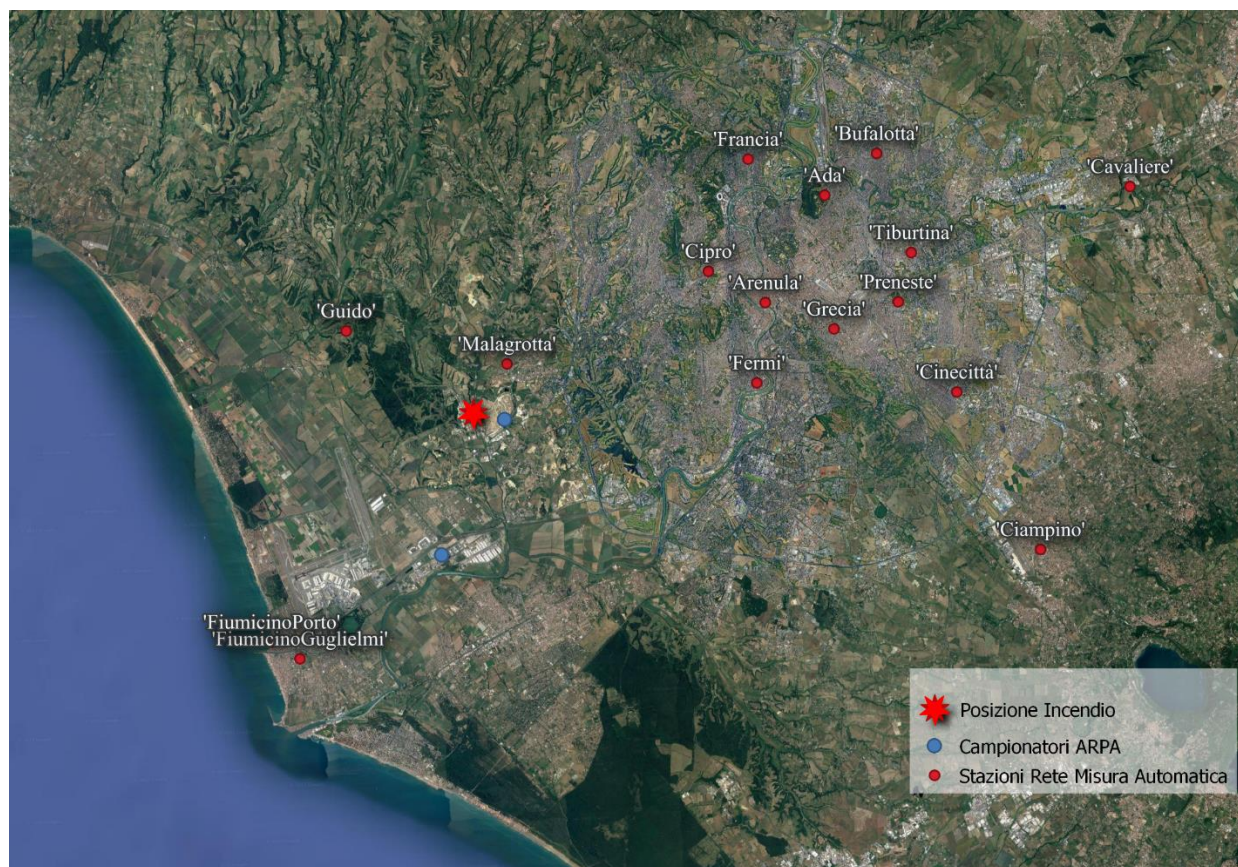 'Francia'
'Bufalotta'
'Ada'
'Cavaliere'
'Tiburtina'
'Cipro'
'Arenula'
'Preneste'
'Guido'
'Grecia'
'Malagrotta'
'Fermi'
'Cinecittà'
'Ciampino'
'FiumicinoPorto'
'FiumicinoGuglielmi'
Posizione Incendio
Campionatori ARPA
Stazioni Rete Misura Automatica